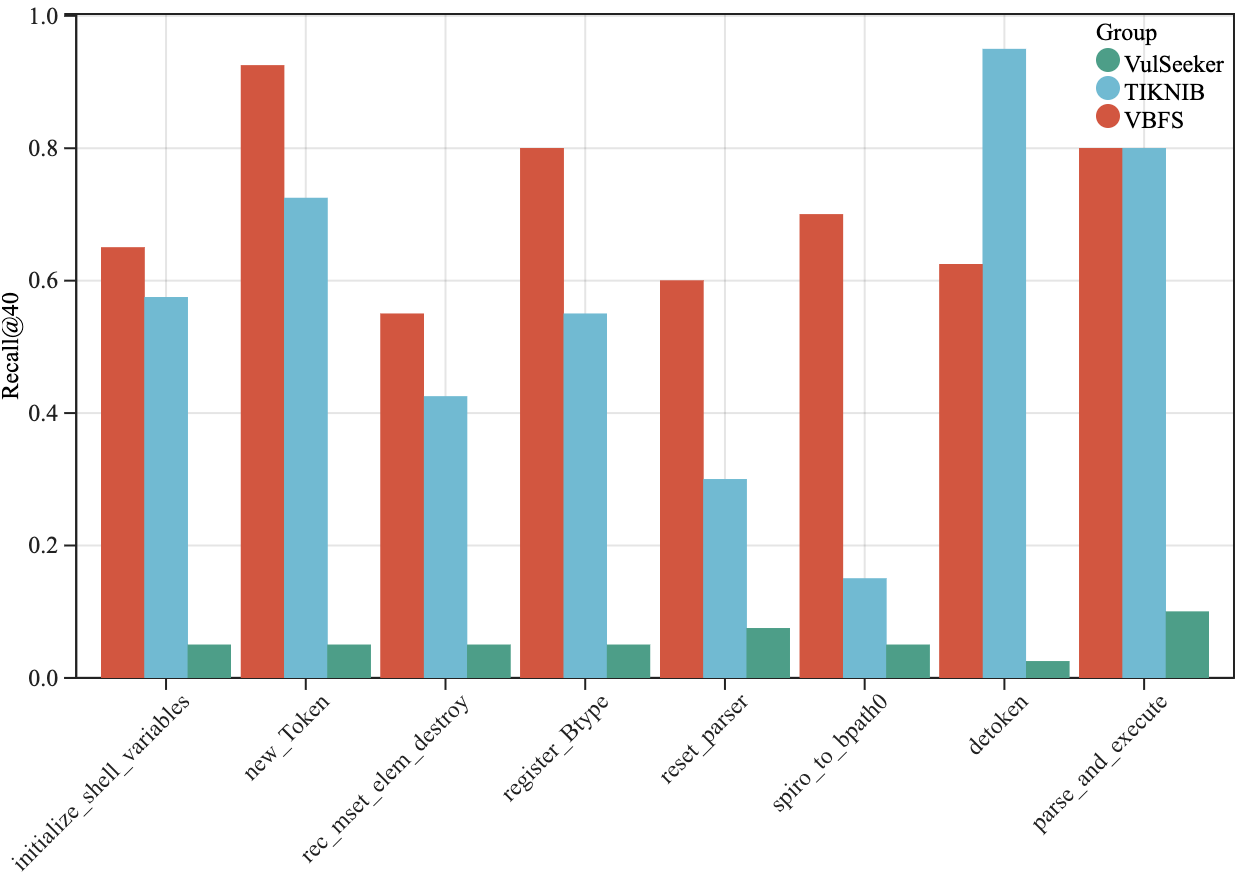 1.0
0.8
0.6
0.4
0.2
0.0
Recall@40
Group
VulSeeker
TIKNIB
VBFS
initialize_shell_variables
new_Token
rec_mset_elem_destroy
register_Btype
reset_parser
spiro_to_bpath0
detoken
parse_and_execute